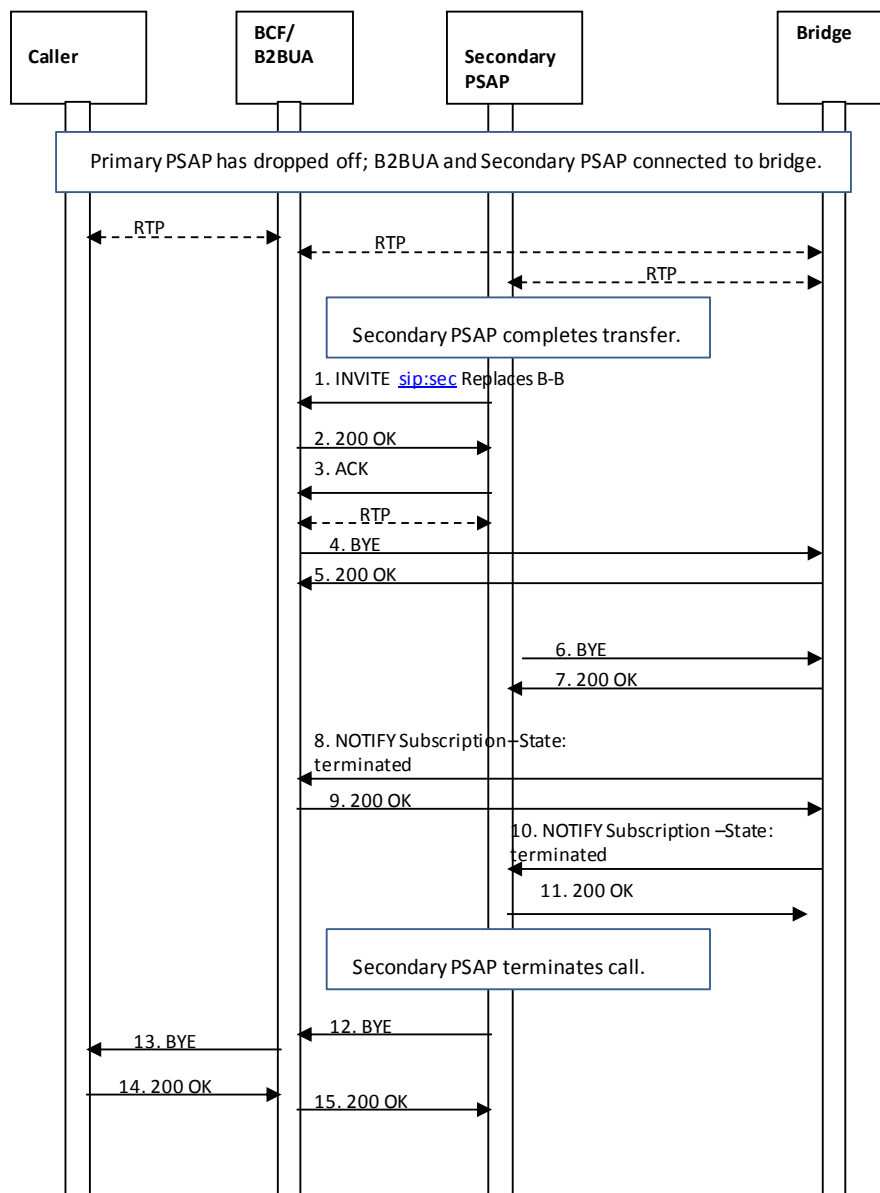 Caller
BCF/
B2BUA
Secondary
PSAP
Bridge
Primary PSAP has dropped off; B2BUA and Secondary PSAP connected to bridge.
RTP
RTP
RTP
Secondary PSAP completes transfer.
1. INVITE sip:sec Replaces B-B
2. 200 OK
3. ACK
RTP
4. BYE
5. 200 OK
6. BYE
7. 200 OK
8. NOTIFY Subscription–State:
terminated
9. 200 OK
10. NOTIFY Subscription –State:
terminated
11. 200 OK
Secondary PSAP terminates call.
12. BYE
13. BYE
14. 200 OK
15. 200 OK